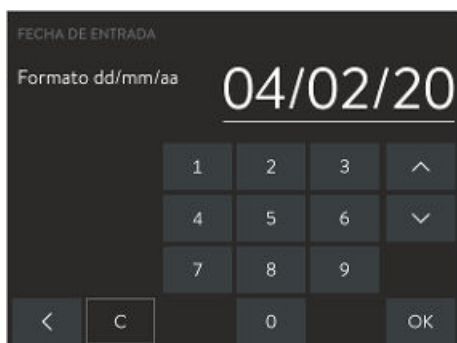 FECHA DE ENTRADA
Formato dd/mm/aa 04/02/20
1 2 3
4 5 6
7 8 9
C 0 OK